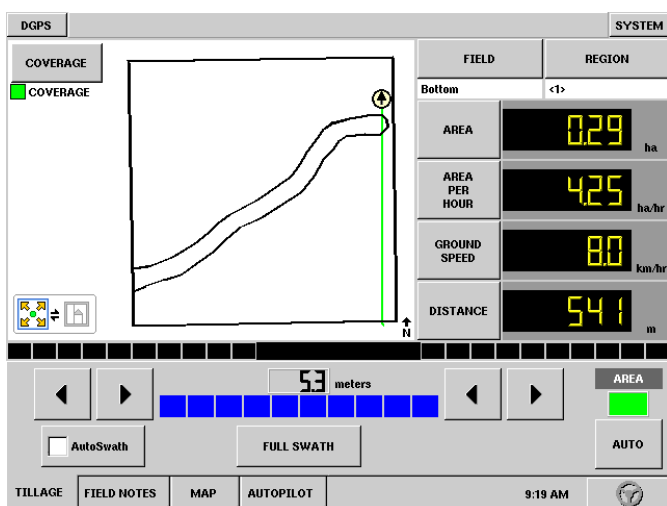 DGPS
SYSTEM
COVERAGE
COVERAGE
FIELD
REGION
Bottom
<1>
AREA
0.29
ha
AREA
PER
HOUR
4.25
ha/hr
GROUND
SPEED
8.0
km/hr
DISTANCE
541
m
N
5.3 meters
AREA
AutoSwath
FULL SWATH
AUTO
TILLAGE
FIELD NOTES
MAP
AUTOPILOT
9:19 AM